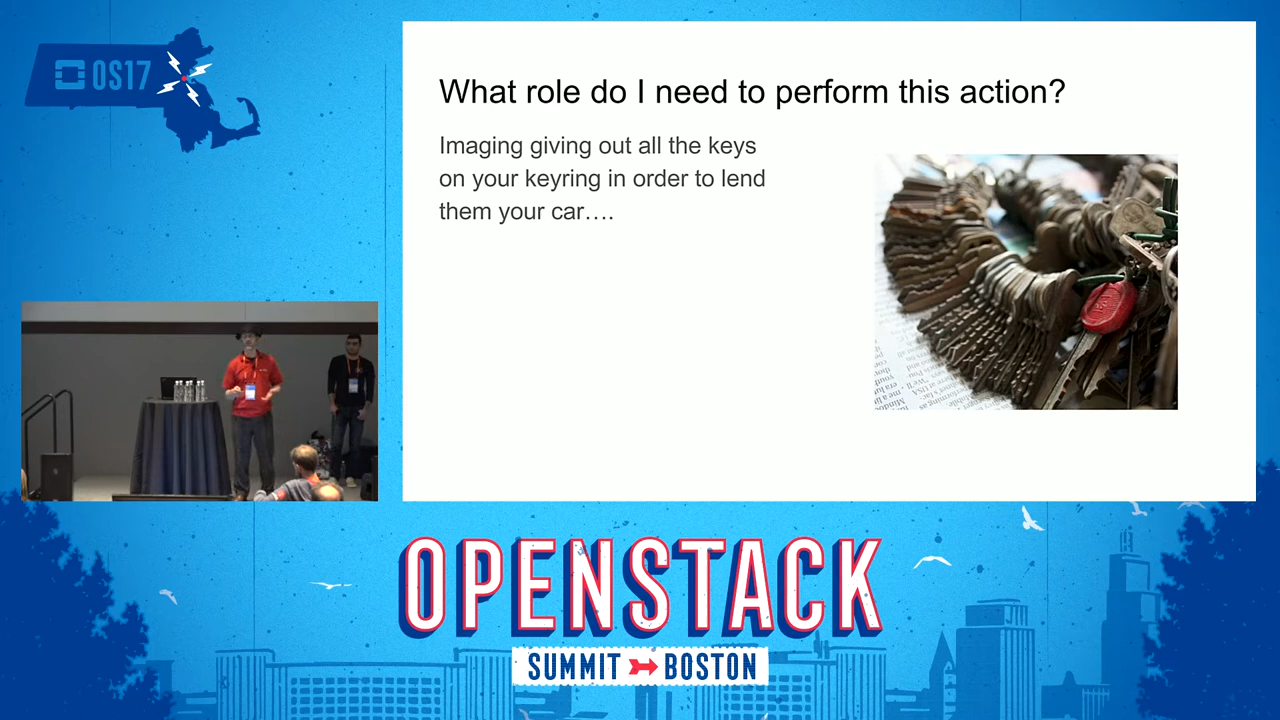 OS17
What role do I need to perform this action?
Imaging giving out all the keys
on your keyring in order to lend
them your car….
OPENSTACK
SUMMIT BOSTON